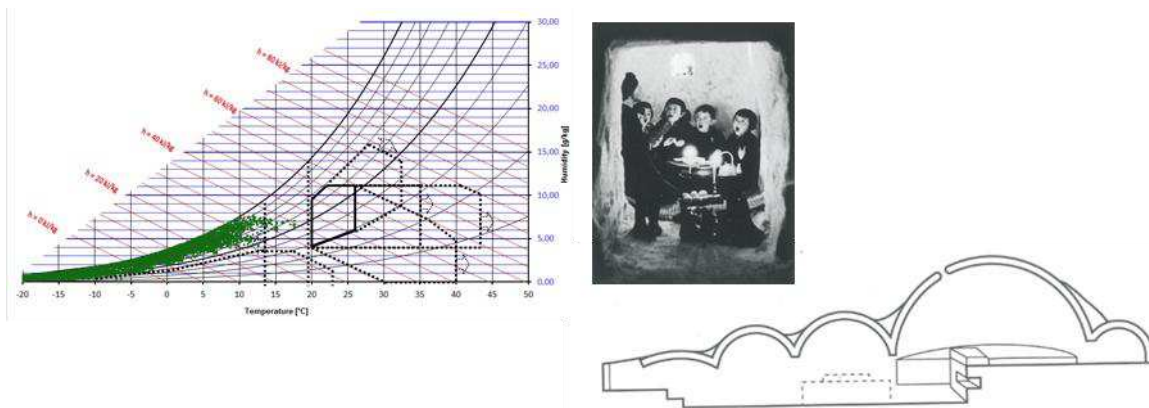 30,00
25,00
20,00
15,00
10,00
5,00
0,00
Humidity [g/kg]
h = 80 kJ/kg
h = 60 kJ/kg
h = 40 kJ/kg
h = 20 kJ/kg
h = 0 kJ/kg
-20 -15 -10 -5 0 5 10 15 20 25 30 35 40 45 50
Temperature [°C]